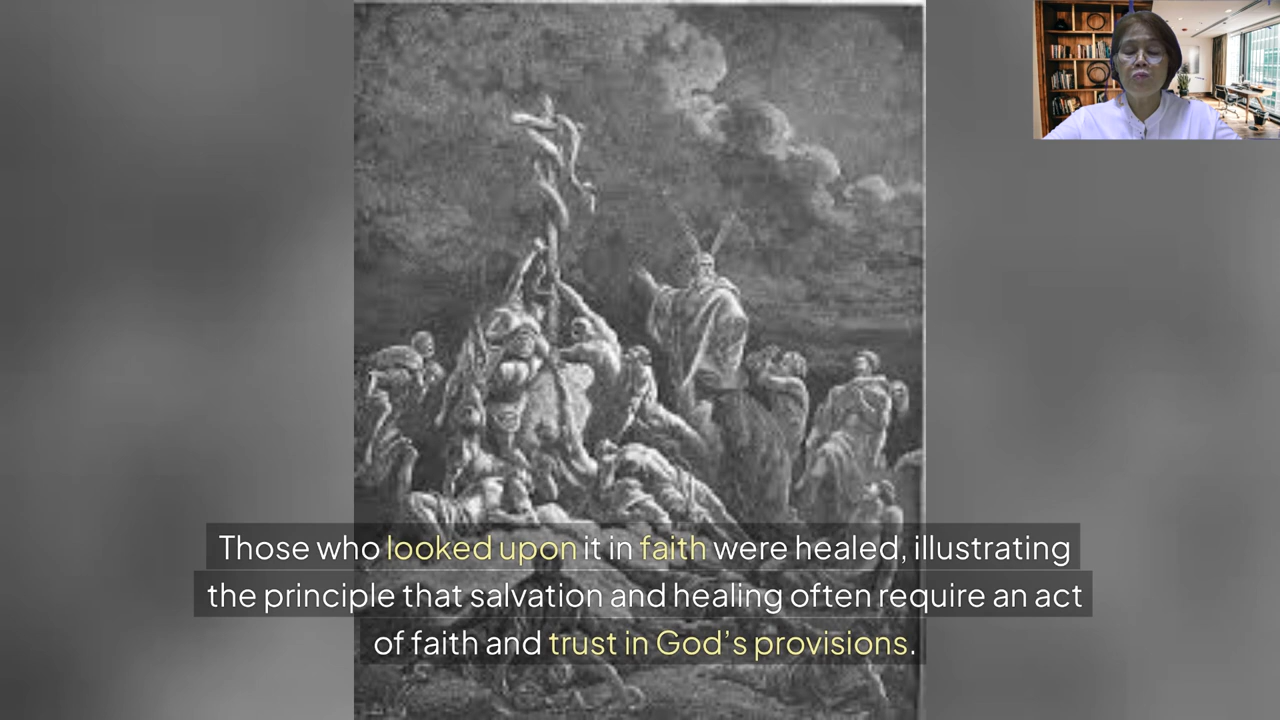 Those who looked upon it in faith were healed, illustrating
the principle that salvation and healing often require an act
of faith and trust in God’s provisions.